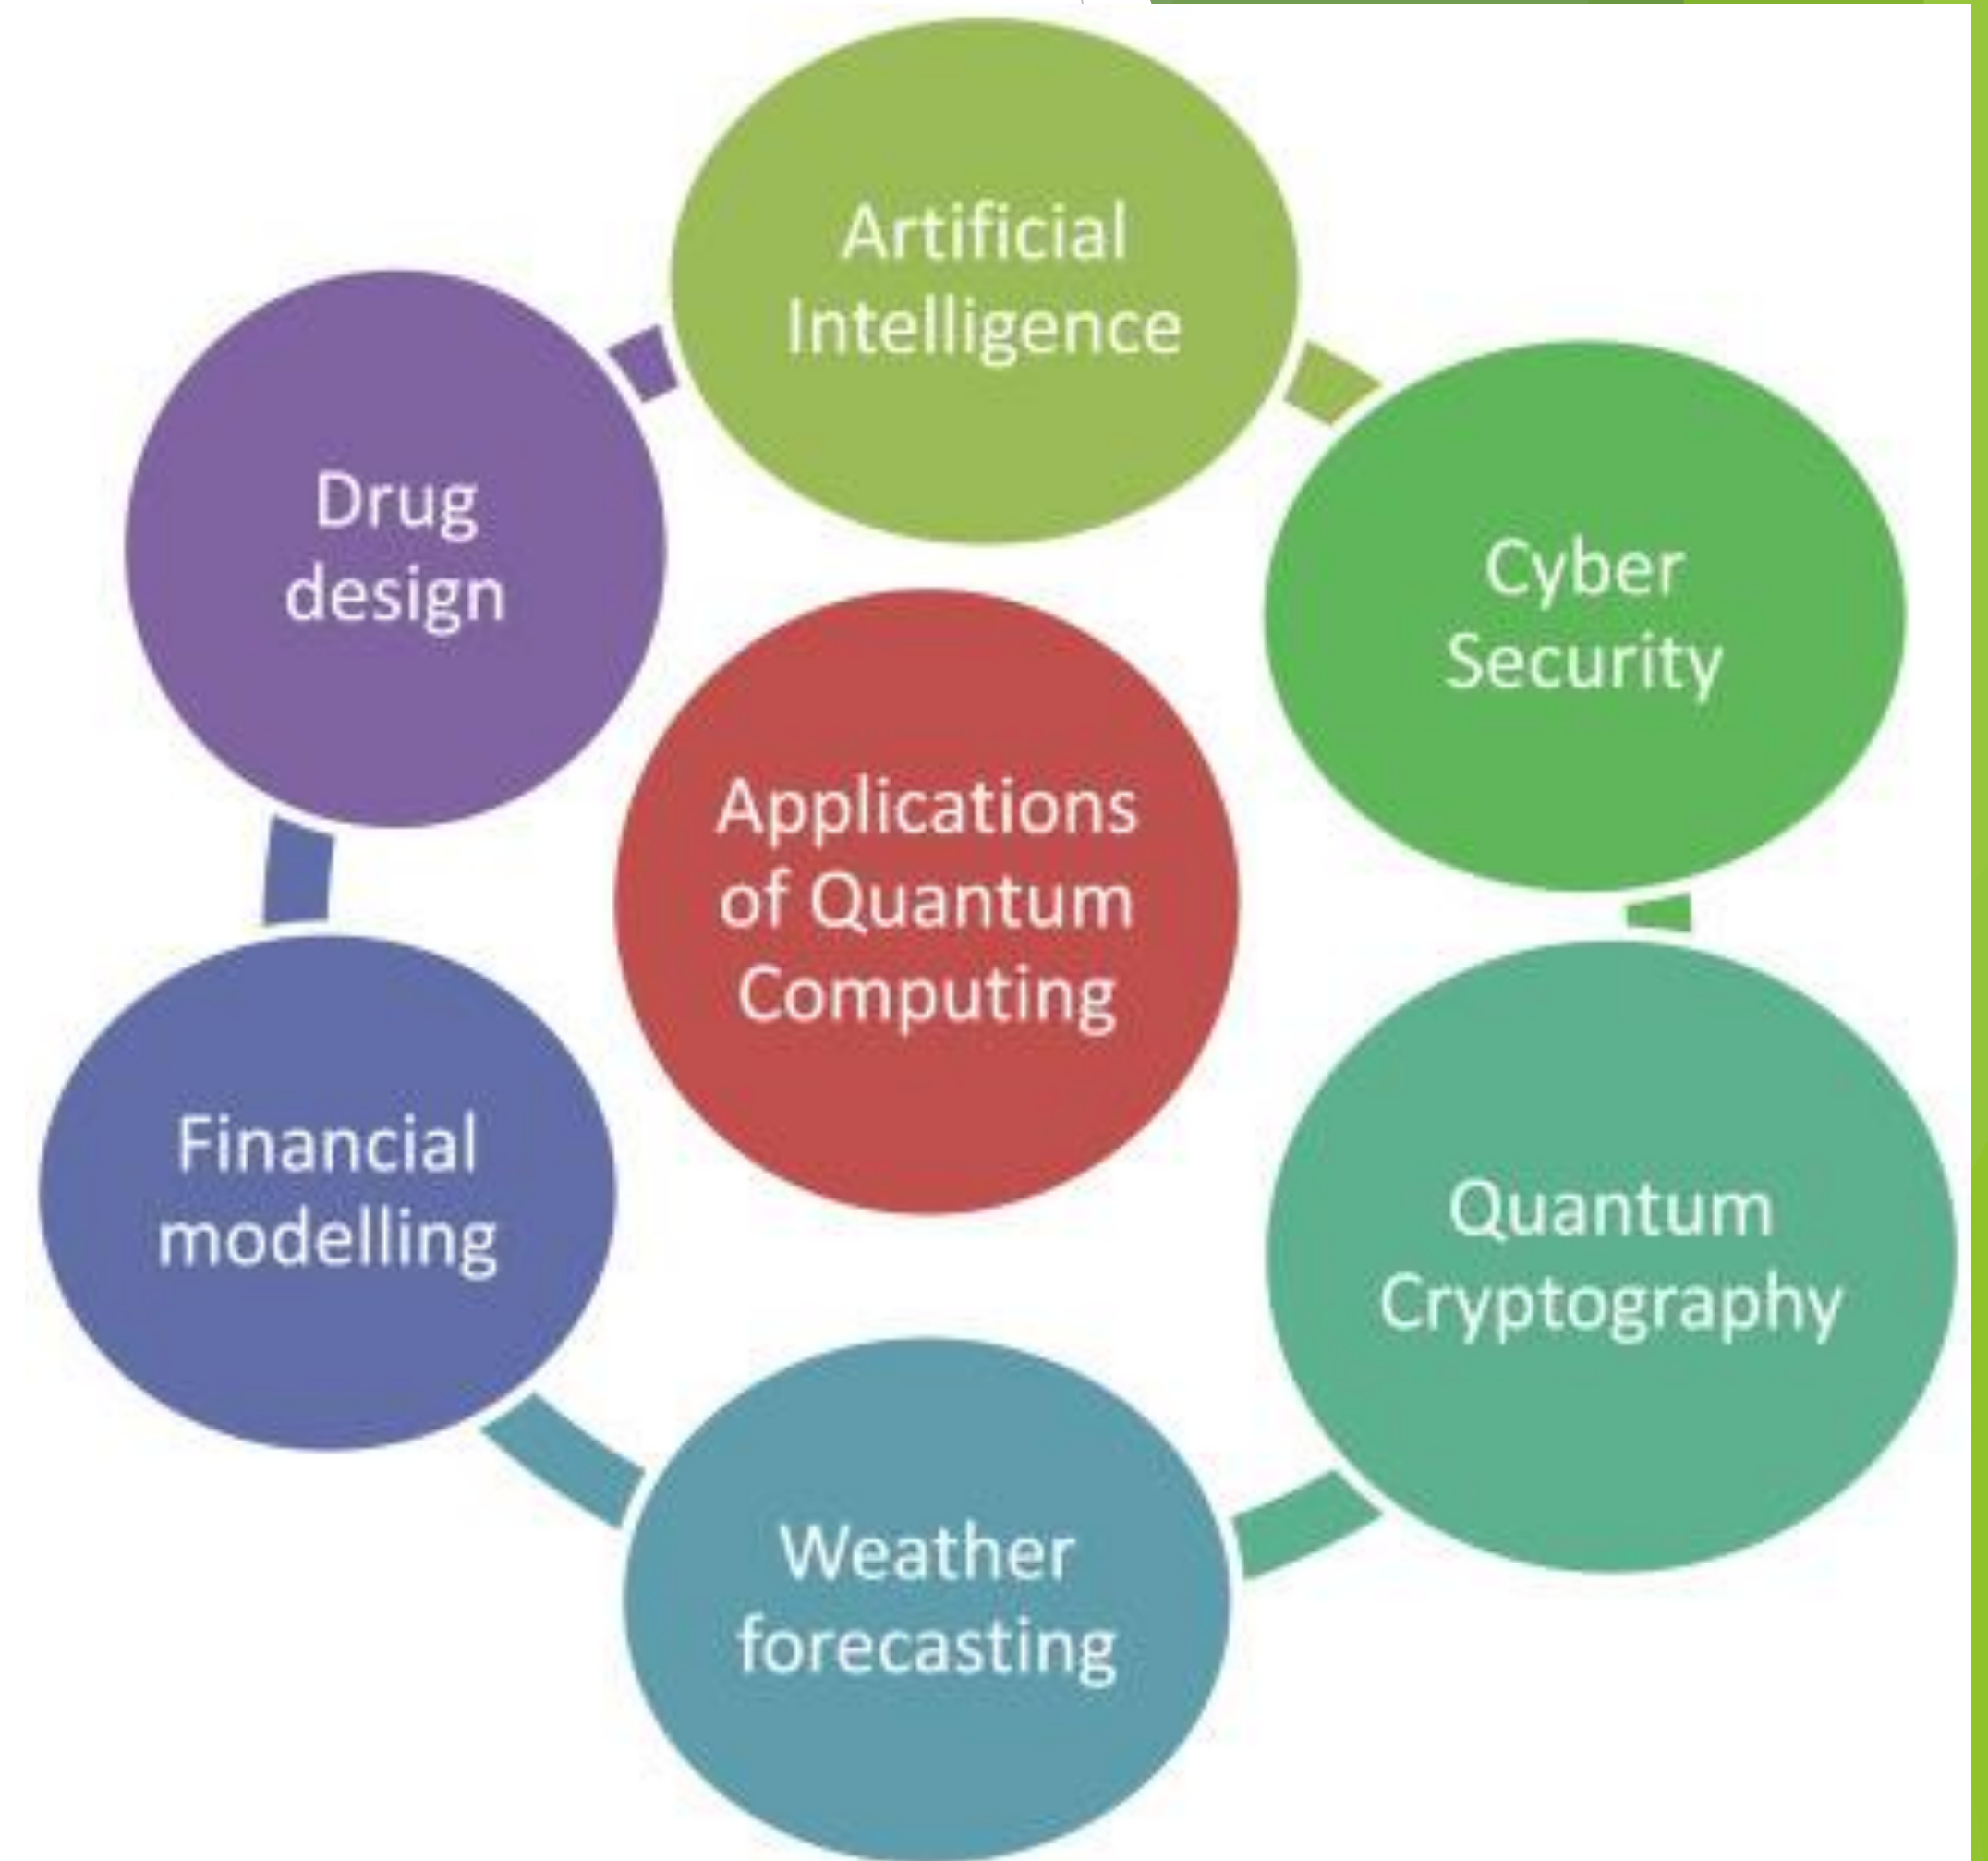 Artificial
Intelligence
Cyber
Security
Quantum
Cryptography
Weather
forecasting
Financial
modelling
Drug
design
Applications
of Quantum
Computing